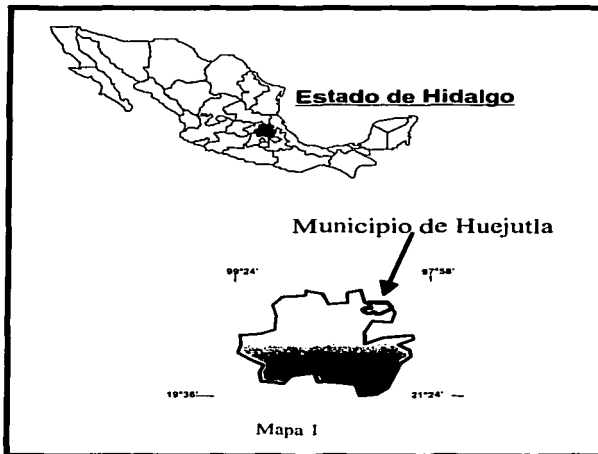 Estado de Hidalgo
Municipio de Huejutla
99°24' 97°58'
19°36' 21°24'
Mapa 1